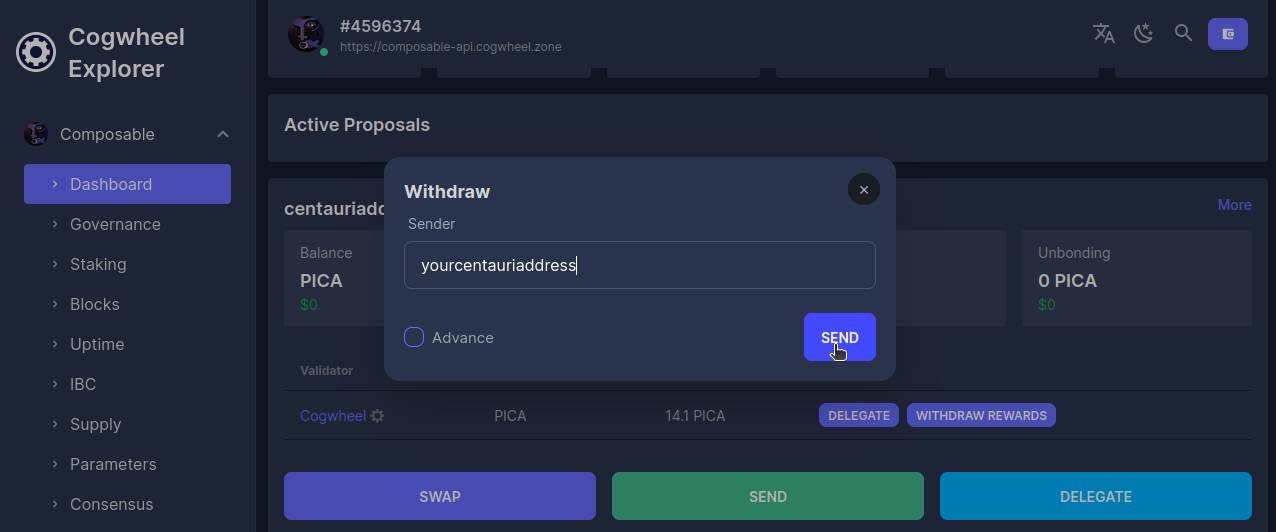 Cogwheel
Explorer
Composable
Dashboard
Governance
Staking
Blocks
Uptime
IBC
Supply
Parameters
Consensus
#4596374
https://composable-api.cogwheel.zone
Active Proposals
centauriadd
More
Balance
PICA
$0
Unbonding
0 PICA
$0
Withdraw
Sender
yourcentauriaddress
Advance
SEND
Validator
Cogwheel PICA 14.1 PICA DELEGATE WITHDRAW REWARDS
SWAP SEND DELEGATE